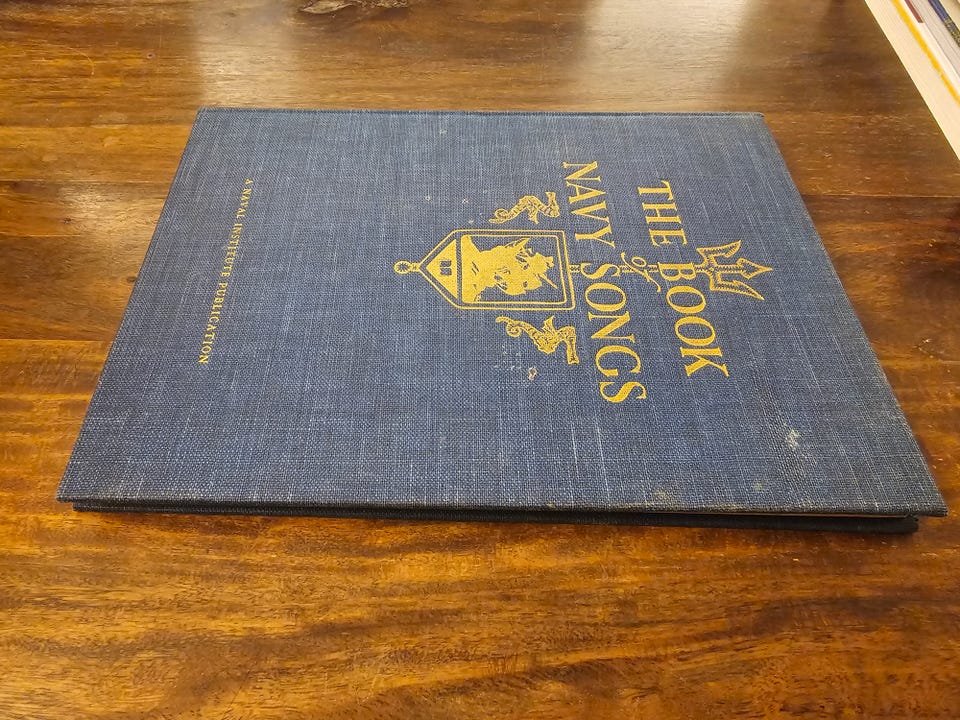 THE BOOK
of
NAVY SONGS
A NAVAL INSTITUTE PUBLICATION